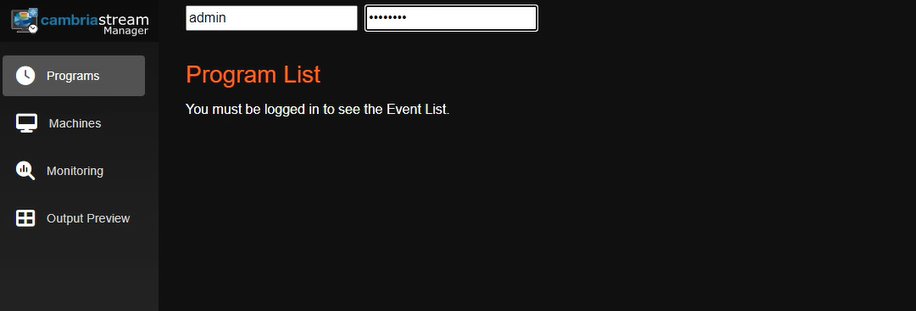 cambriastream
Manager
admin
••••••••
Program List
You must be logged in to see the Event List.
Programs
Machines
Monitoring
Output Preview